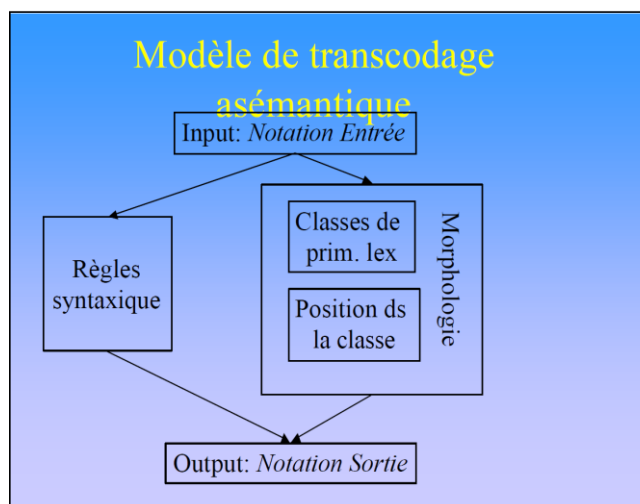 Modèle de transcodage
asémantique
Input: Notation Entrée
Règles
syntaxique
Classes de
prim. lex
Position ds
la classe
Morphologie
Output: Notation Sortie